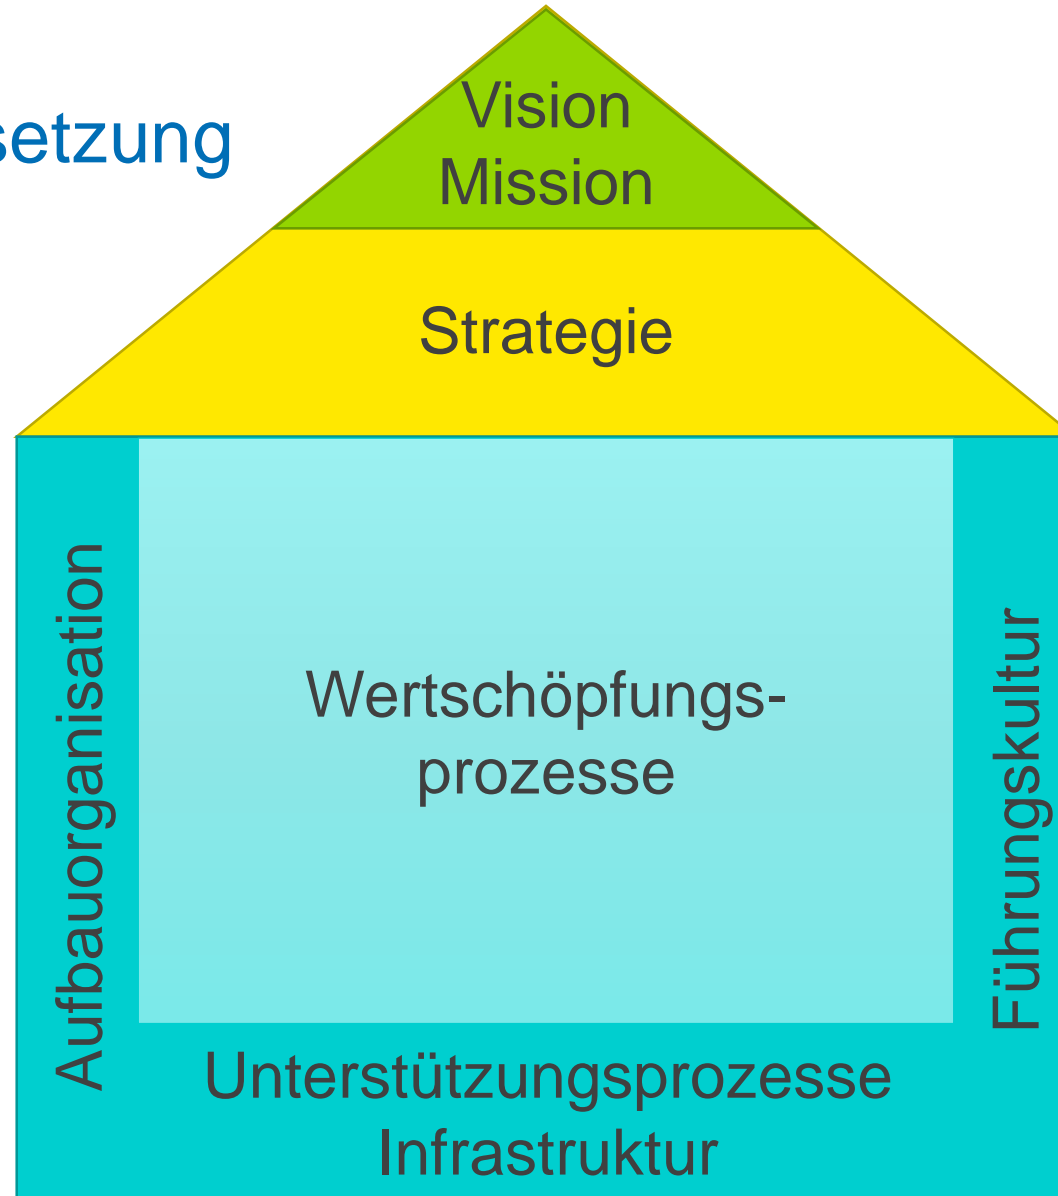 setzung
Vision
Mission
Strategie
Aufbauorganisation
Wertschöpfungs-
prozesse
Führungskultur
Unterstützungsprozesse
Infrastruktur